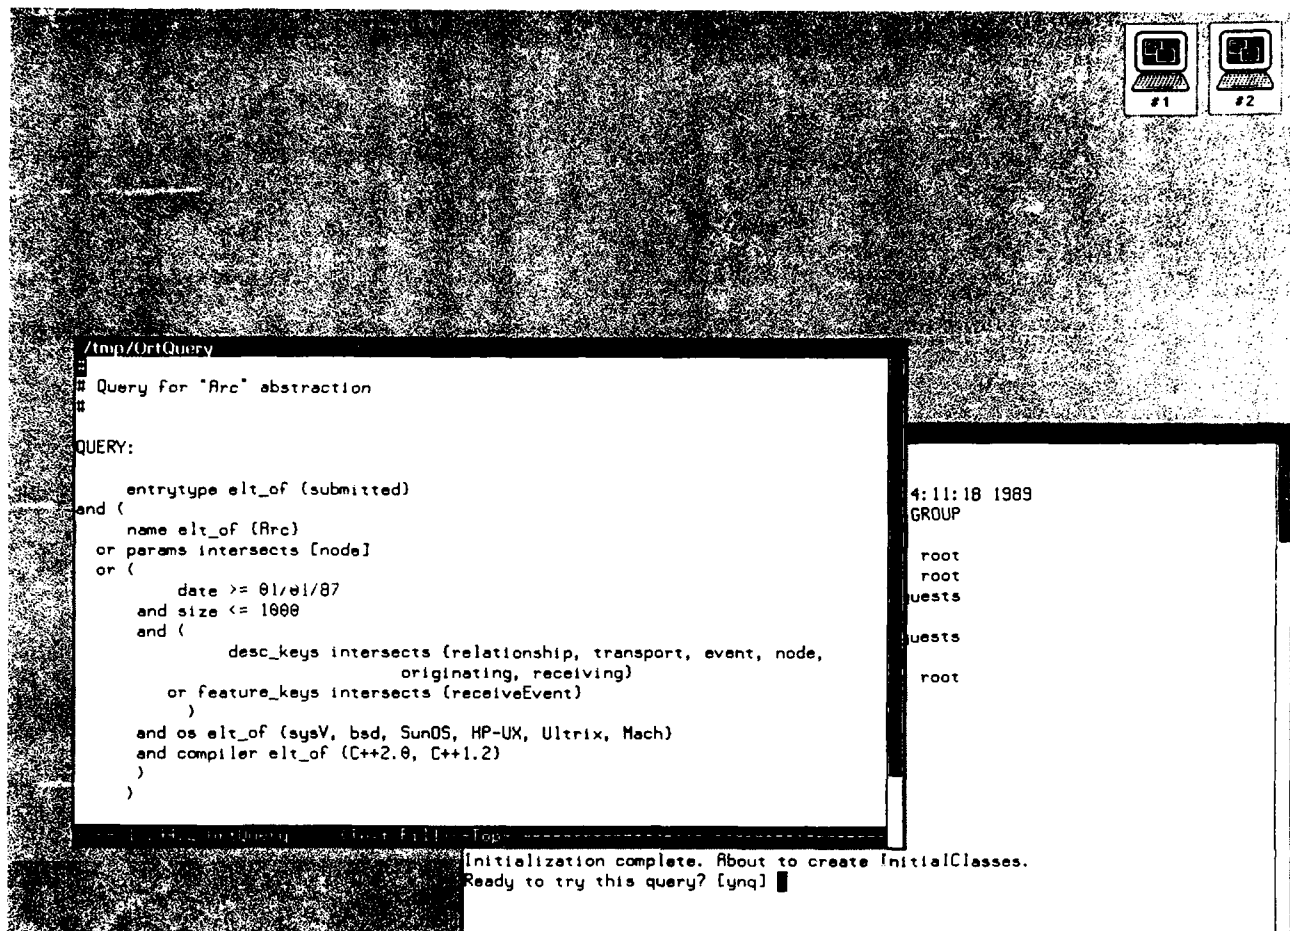 #1
#2
/tmp/OrtQuery
#
# Query for "Arc" abstraction
#
QUERY:
entrytype elt_of {submitted}
and (
name elt_of {Arc}
or params intersects [node]
or (
date >= 01/01/87
and size <= 1000
and (
desc_keys intersects {relationship, transport, event, node,
originating, receiving}
or feature_keys intersects {receiveEvent}
)
and os elt_of {sysV, bsd, SunOS, HP-UX, Ultrix, Mach}
and compiler elt_of {C++2.0, C++1.2}
)
)
OrtQuery
4:11:18 1989
GROUP
root
root
uests
uests
root
Initialization complete. About to create InitialClasses.
Ready to try this query? [ynq]